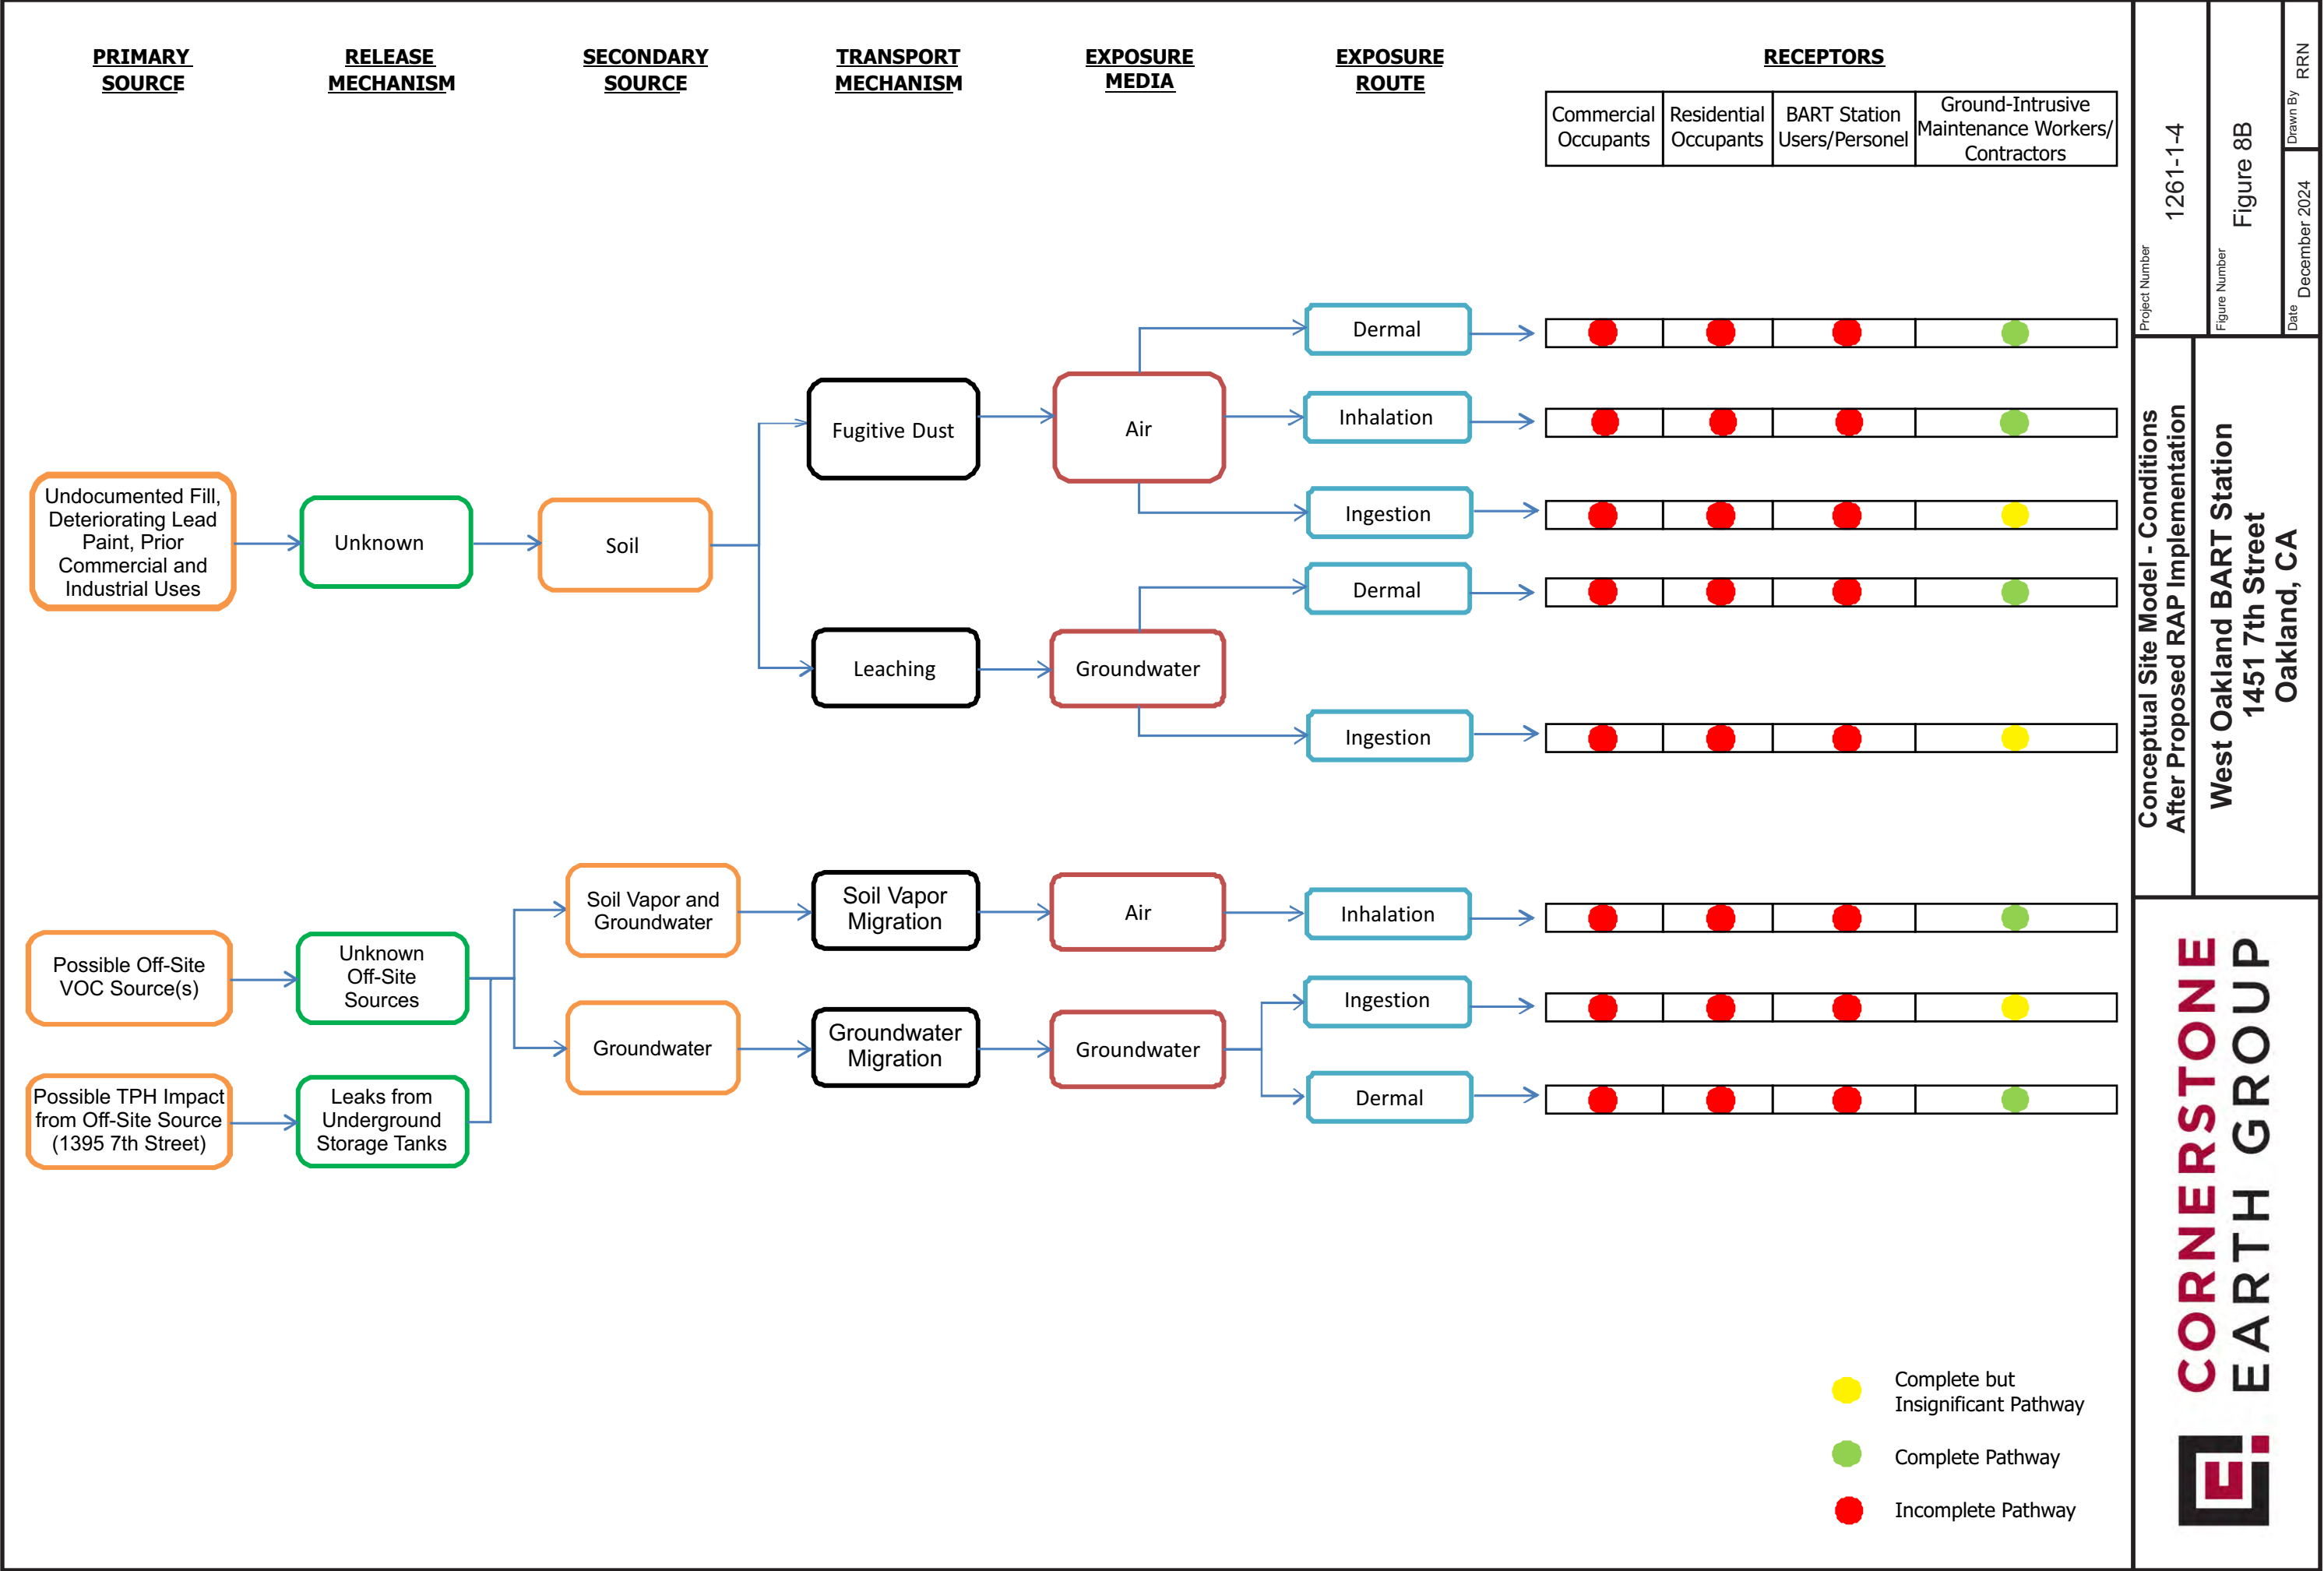 PRIMARY
SOURCE
RELEASE
MECHANISM
SECONDARY
SOURCE
TRANSPORT
MECHANISM
EXPOSURE
MEDIA
EXPOSURE
ROUTE
RECEPTORS
Commercial
Occupants
Residential
Occupants
BART Station
Users/Personel
Ground-Intrusive
Maintenance Workers/
Contractors
Undocumented Fill,
Deteriorating Lead
Paint, Prior
Commercial and
Industrial Uses
Unknown
Soil
Fugitive Dust
Leaching
Air
Groundwater
Dermal
Inhalation
Ingestion
Dermal
Ingestion
Possible Off-Site
VOC Source(s)
Possible TPH Impact
from Off-Site Source
(1395 7th Street)
Unknown
Off-Site
Sources
Leaks from
Underground
Storage Tanks
Soil Vapor and
Groundwater
Groundwater
Soil Vapor
Migration
Groundwater
Migration
Air
Groundwater
Inhalation
Ingestion
Dermal
Complete but
Insignificant Pathway
Complete Pathway
Incomplete Pathway
Project Number
1261-1-4
Figure Number
Figure 8B
Date
December 2024
Drawn By
RRN
Conceptual Site Model - Conditions
After Proposed RAP Implementation
West Oakland BART Station
1451 7th Street
Oakland, CA
CORNERSTONE
EARTH GROUP